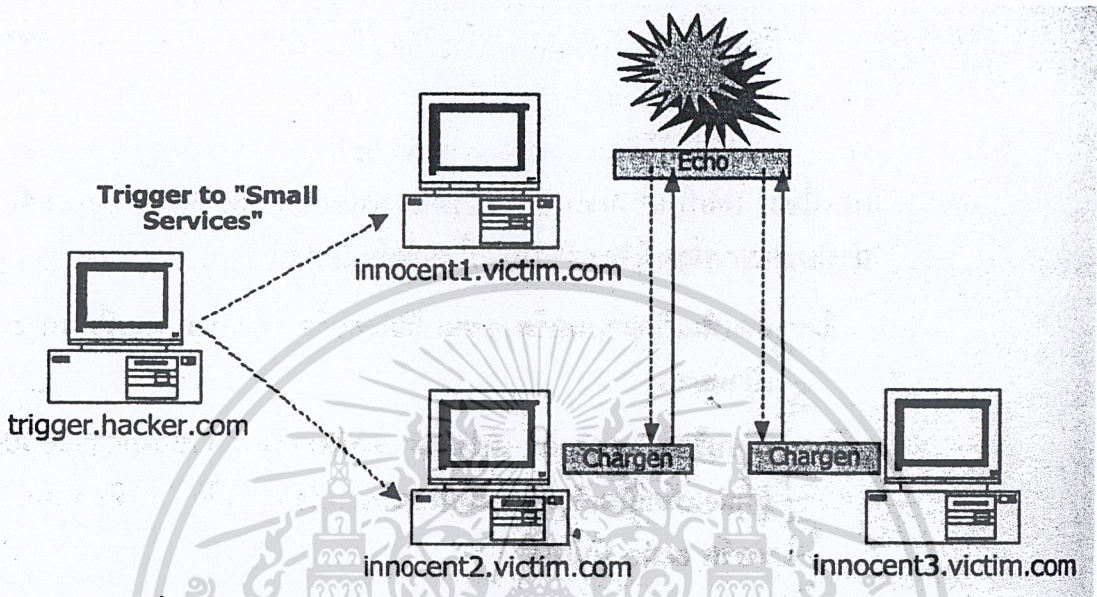 Echo
Trigger to "Small
Services"
innocent1.victim.com
trigger.hacker.com
Chargen
Chargen
innocent2.victim.com
innocent3.victim.com